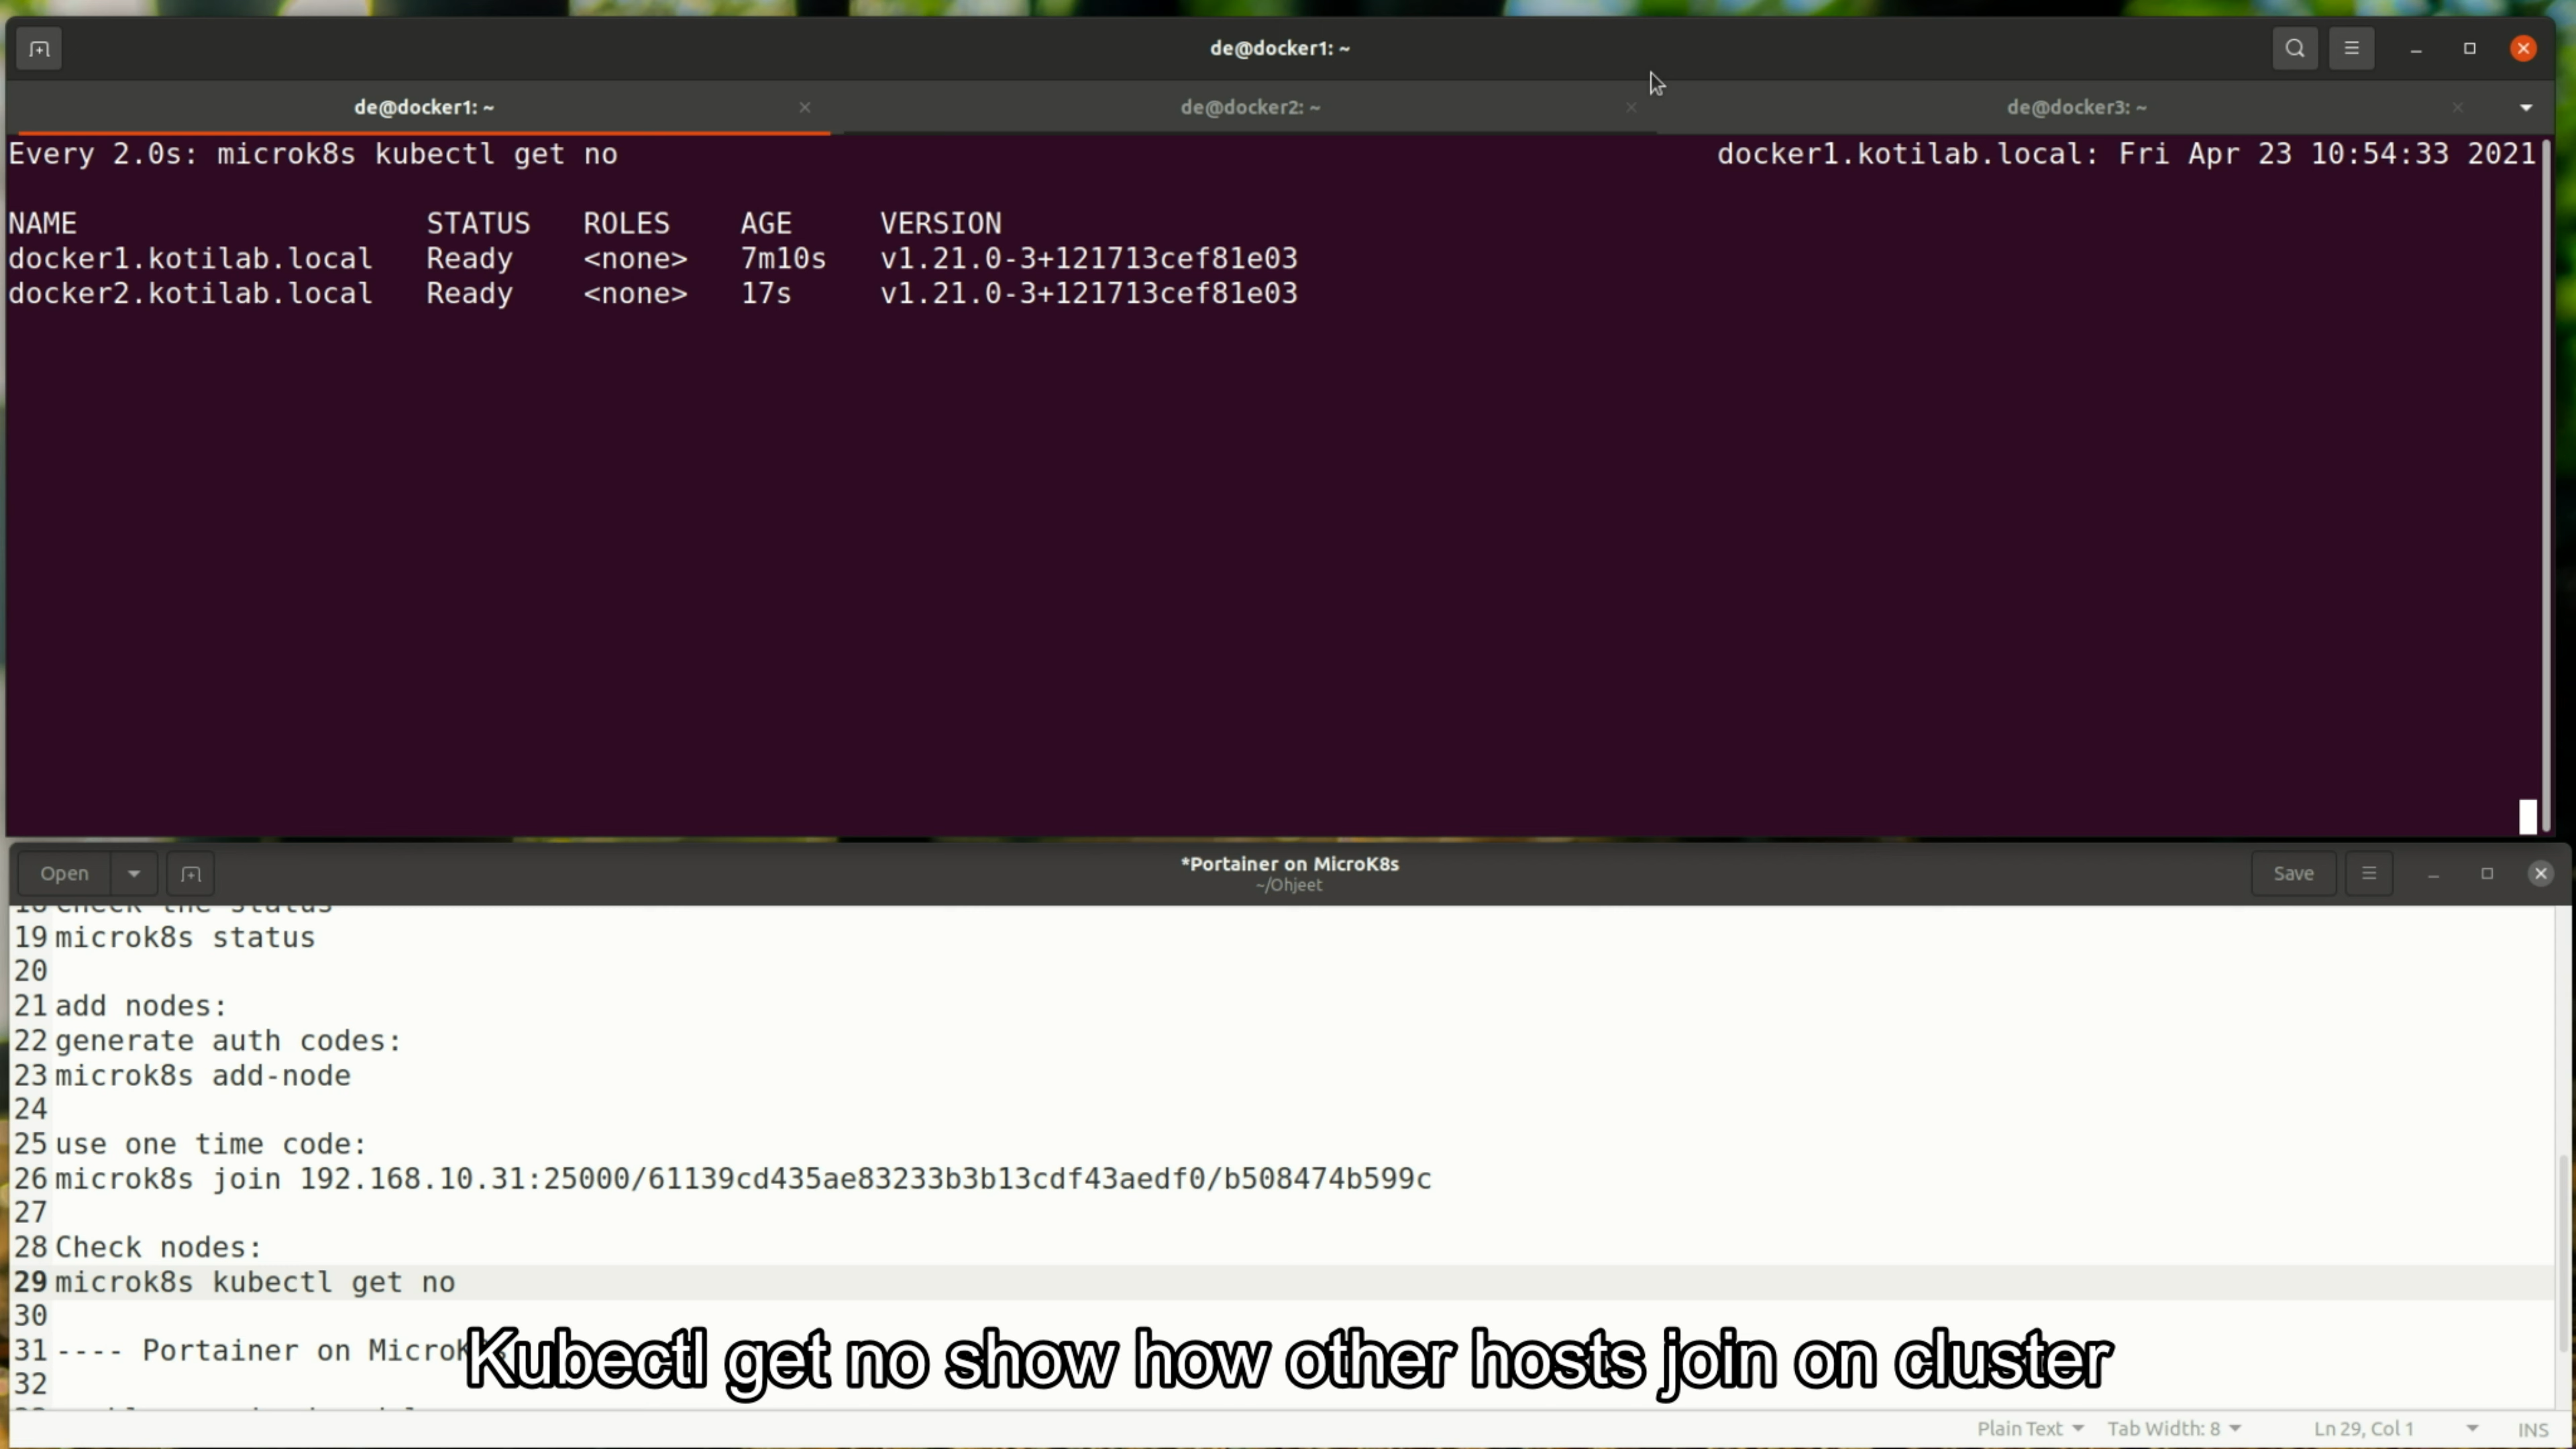 de@docker1: ~
de@docker1: ~
de@docker2: ~
de@docker3: ~
Every 2.0s: microk8s kubectl get no
docker1.kotilab.local: Fri Apr 23 10:54:33 2021
NAME STATUS ROLES AGE VERSION
docker1.kotilab.local Ready <none> 7m10s v1.21.0-3+121713cef81e03
docker2.kotilab.local Ready <none> 17s v1.21.0-3+121713cef81e03
Open
*Portainer on MicroK8s
~/Ohjeet
Save
18 Check the status
19 microk8s status
20
21 add nodes:
22 generate auth codes:
23 microk8s add-node
24
25 use one time code:
26 microk8s join 192.168.10.31:25000/61139cd435ae83233b3b13cdf43aedf0/b508474b599c
27
28 Check nodes:
29 microk8s kubectl get no
30
31 ---- Portainer on
32
Kubectl get no show how other hosts join on cluster
Plain Text Tab Width: 8 Ln 29, Col 1 INS